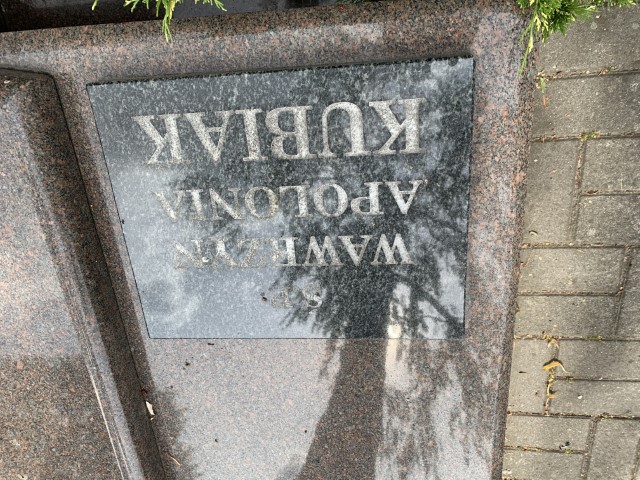 S.P.
WAWRZYN
APOLONIA
KUBIAK